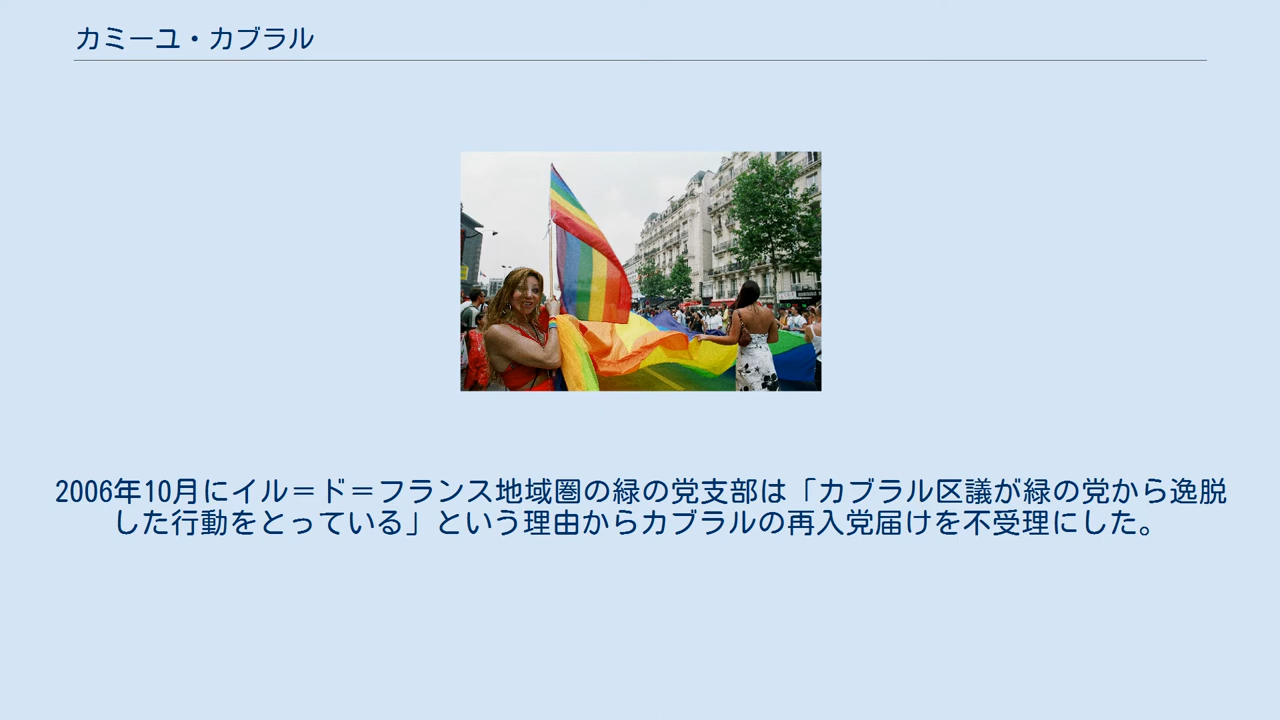 カミーユ・カブラル
2006年10月にイル＝ド＝フランス地域圏の緑の党支部は「カブラル区議が緑の党から逸脱
した行動をとっている」という理由からカブラルの再入党届けを不受理にした。